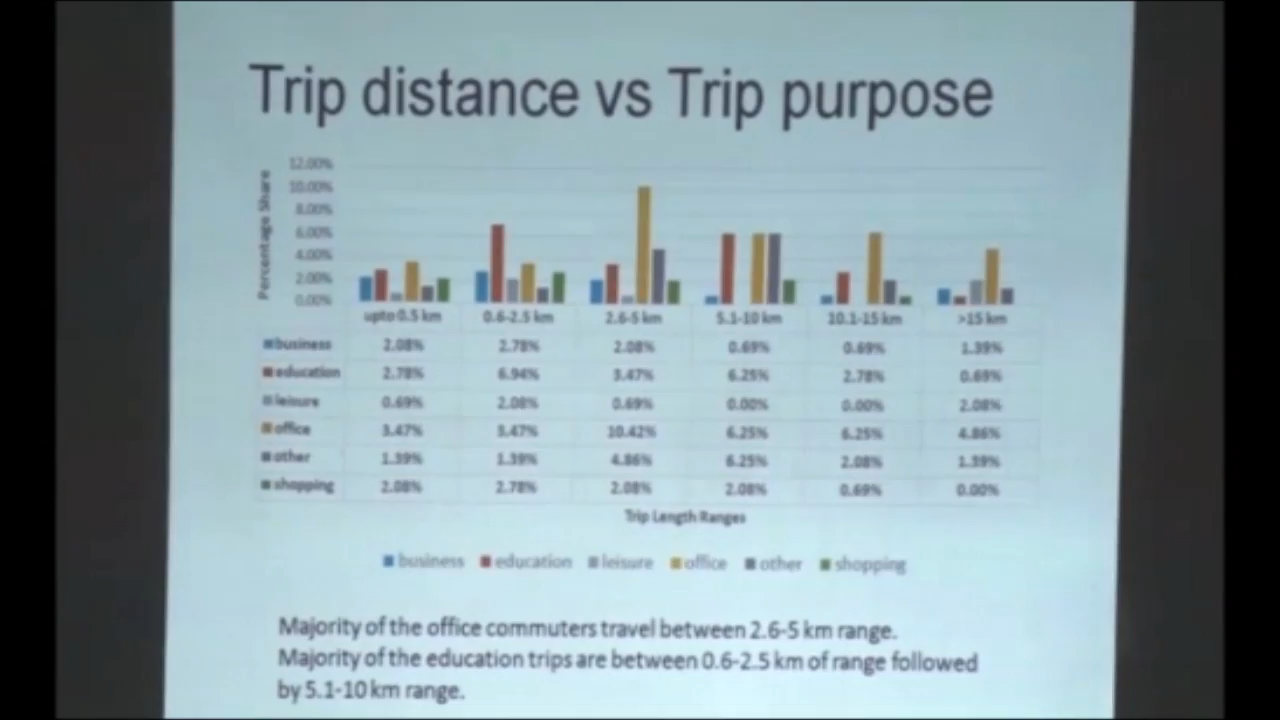 Trip distance vs Trip purpose
Percentage Share
12.00%
10.00%
8.00%
6.00%
4.00%
2.00%
0.00%
upto 0.5 km 0.6-2.5 km 2.6-5 km 5.1-10 km 10.1-15 km >15 km
business 2.08% 2.78% 2.08% 0.69% 0.69% 1.39%
education 2.78% 6.94% 3.47% 6.25% 2.78% 0.69%
leisure 0.69% 2.08% 0.69% 0.00% 0.00% 2.08%
office 3.47% 3.47% 10.42% 6.25% 6.25% 4.86%
other 1.39% 1.39% 4.86% 6.25% 2.08% 1.39%
shopping 2.08% 2.78% 2.08% 2.08% 0.69% 0.00%
Trip Length Ranges
business education leisure office other shopping
Majority of the office commuters travel between 2.6-5 km range.
Majority of the education trips are between 0.6-2.5 km of range followed
by 5.1-10 km range.